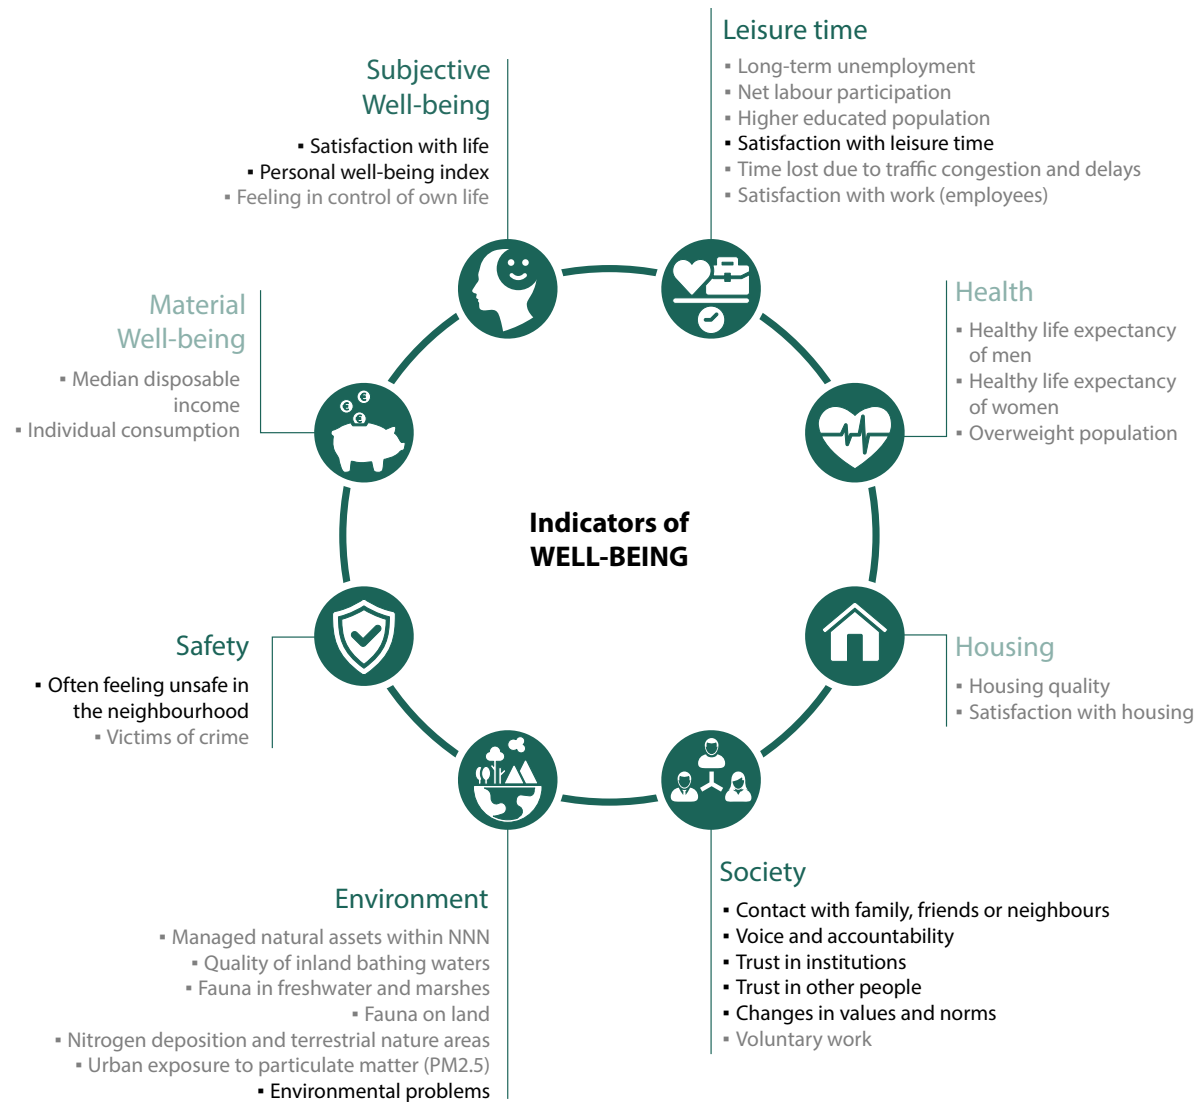 Leisure time
▪ Long-term unemployment
▪ Net labour participation
▪ Higher educated population
▪ Satisfaction with leisure time
▪ Time lost due to traffic congestion and delays
▪ Satisfaction with work (employees)
Subjective
Well-being
▪ Satisfaction with life
▪ Personal well-being index
▪ Feeling in control of own life
Material
Well-being
▪ Median disposable
income
▪ Individual consumption
Health
▪ Healthy life expectancy
of men
▪ Healthy life expectancy
of women
▪ Overweight population
Indicators of
WELL-BEING
Safety
▪ Often feeling unsafe in
the neighbourhood
▪ Victims of crime
Housing
▪ Housing quality
▪ Satisfaction with housing
Environment
▪ Managed natural assets within NNN
▪ Quality of inland bathing waters
▪ Fauna in freshwater and marshes
▪ Fauna on land
▪ Nitrogen deposition and terrestrial nature areas
▪ Urban exposure to particulate matter (PM2.5)
▪ Environmental problems
Society
▪ Contact with family, friends or neighbours
▪ Voice and accountability
▪ Trust in institutions
▪ Trust in other people
▪ Changes in values and norms
▪ Voluntary work